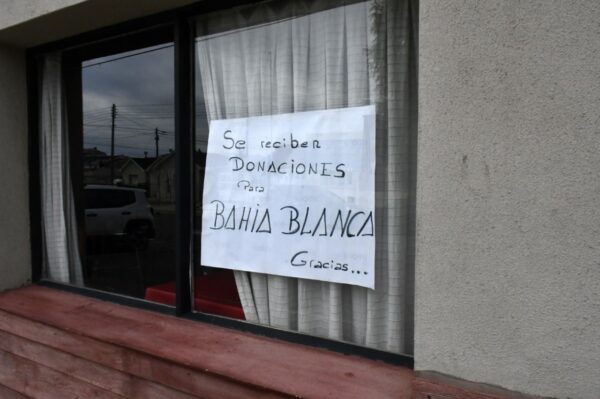 Se reciben
DONACIONES
Para
BAHIA BLANCA
Gracias...